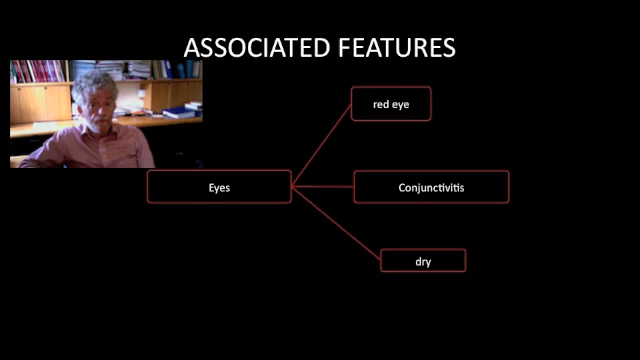 ASSOCIATED FEATURES
red eye
Eyes
Conjunctivitis
dry